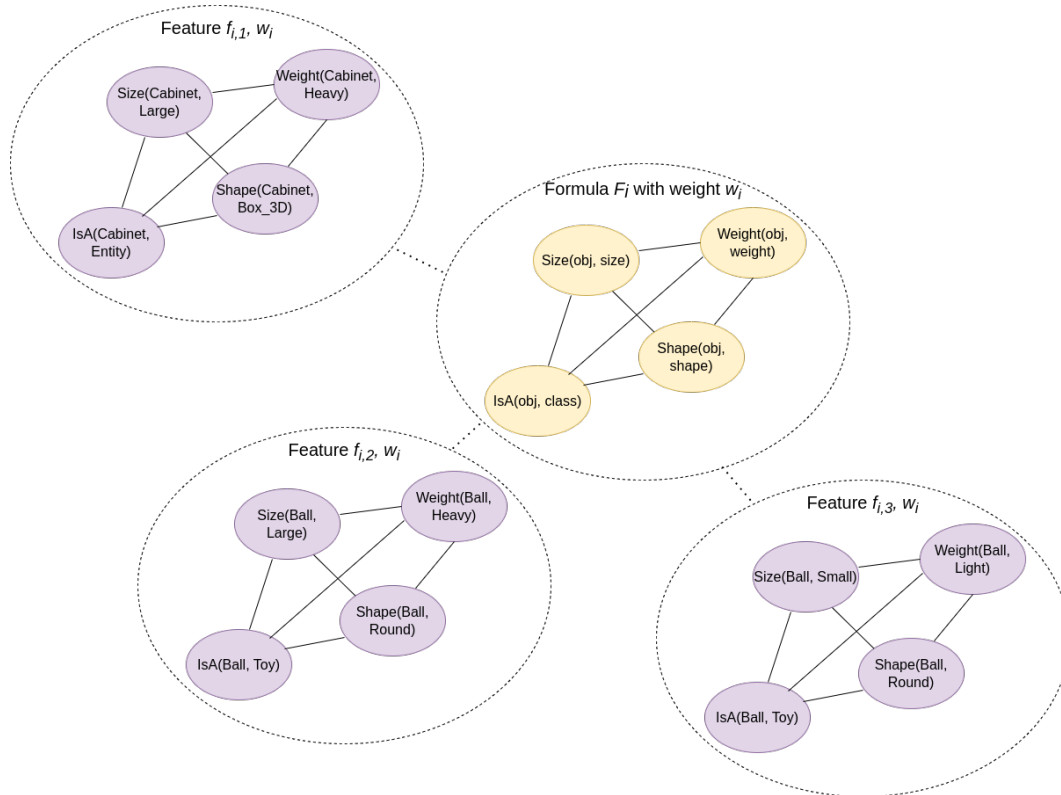 Feature f_{i,1}, w_i
Size(Cabinet,
Large)
Weight(Cabinet,
Heavy)
Shape(Cabinet,
Box_3D)
IsA(Cabinet,
Entity)
Formula F_i with weight w_i
Size(obj, size)
Weight(obj,
weight)
Shape(obj,
shape)
IsA(obj, class)
Feature f_{i,2}, w_i
Size(Ball,
Large)
Weight(Ball,
Heavy)
Shape(Ball,
Round)
IsA(Ball, Toy)
Feature f_{i,3}, w_i
Size(Ball, Small)
Weight(Ball,
Light)
Shape(Ball,
Round)
IsA(Ball, Toy)